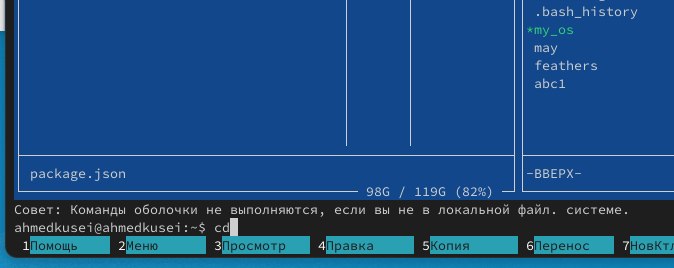 .bash_history
*my_os
may
feathers
abc1
package.json
98G / 119G (82%)
-ВВЕРХ-
Совет: Команды оболочки не выполняются, если вы не в локальной файл. системе.
ahmedkusei@ahmedkusei:~$ cd
1Помощь 2Меню 3Просмотр 4Правка 5Копия 6Перенос 7НовКтл